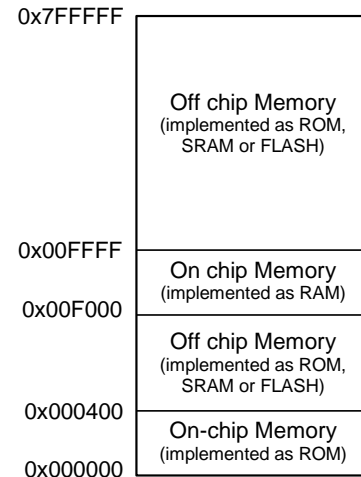 0x7FFFFF
Off chip Memory
(implemented as ROM,
SRAM or FLASH)
0x00FFFF
On chip Memory
(implemented as RAM)
0x00F000
Off chip Memory
(implemented as ROM,
SRAM or FLASH)
0x000400
On-chip Memory
(implemented as ROM)
0x000000